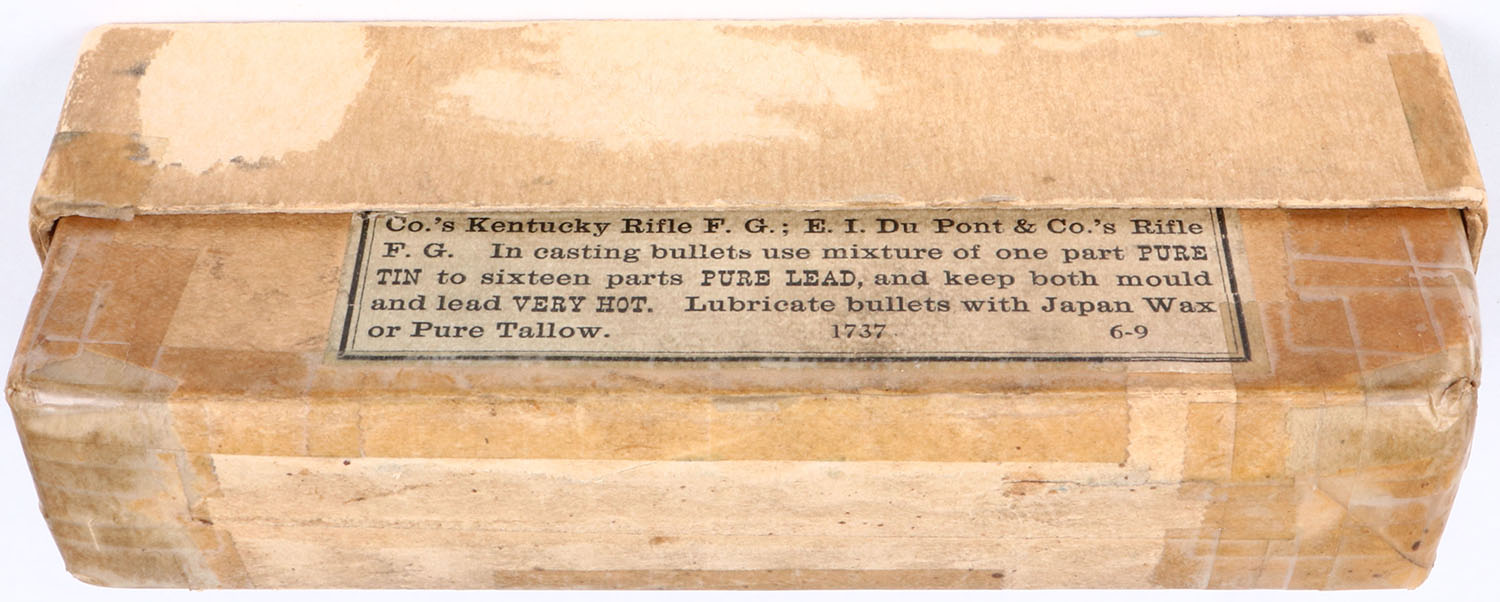 Co.'s Kentucky Rifle F. G.; E. I. Du Pont & Co.'s Rifle
F. G. In casting bullets use mixture of one part PURE
TIN to sixteen parts PURE LEAD, and keep both mould
and lead VERY HOT. Lubricate bullets with Japan Wax
or Pure Tallow. 1737 6-9